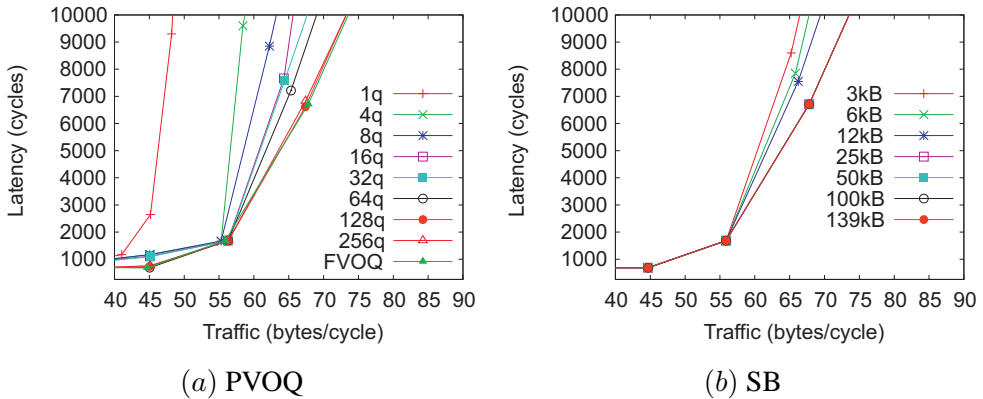 10000
9000
8000
7000
6000
5000
4000
3000
2000
1000
Latency (cycles)
1q
4q
8q
16q
32q
64q
128q
256q
FVOQ
40 45 50 55 60 65 70 75 80 85 90
Traffic (bytes/cycle)
(a) PVOQ
10000
9000
8000
7000
6000
5000
4000
3000
2000
1000
Latency (cycles)
3kB
6kB
12kB
25kB
50kB
100kB
139kB
40 45 50 55 60 65 70 75 80 85 90
Traffic (bytes/cycle)
(b) SB